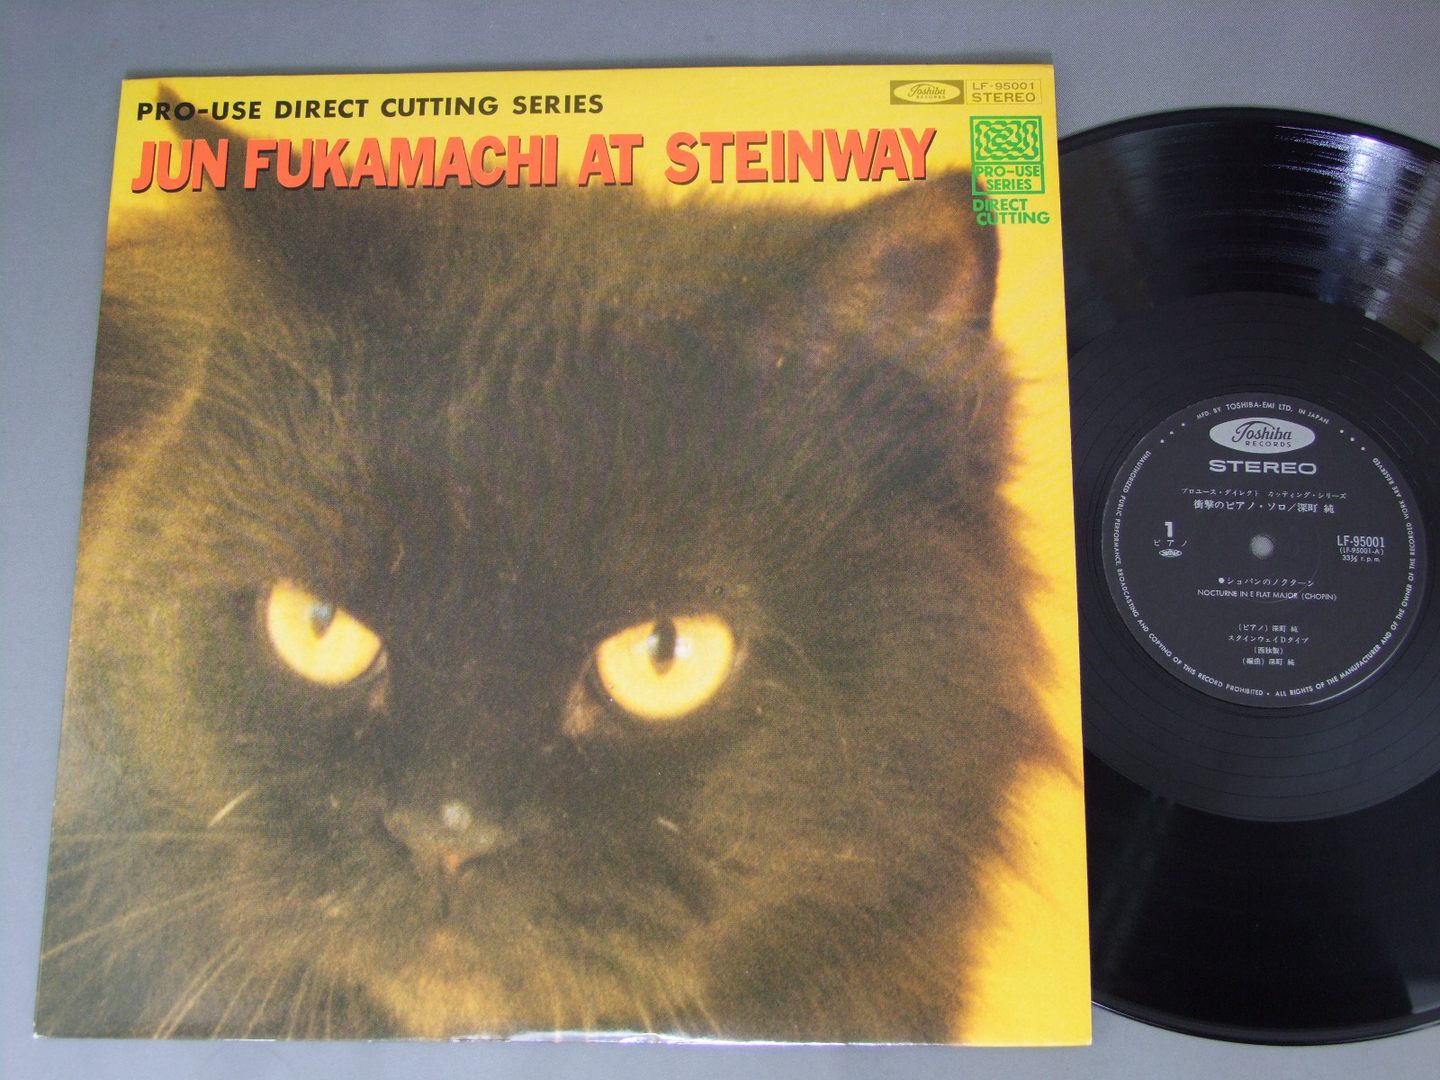 PRO-USE DIRECT CUTTING SERIES
JUN FUKAMACHI AT STEINWAY
Toshiba
RECORDS
LF-95001
STEREO
PRO-USE
SERIES
DIRECT
CUTTING
MFD. BY TOSHIBA-EMI LTD. IN JAPAN
Toshiba
RECORDS
STEREO
プロユース・ダイレクト カッティング・シリーズ
衝撃のピアノ・ソロ/深町 純
1
ピアノ
LF-95001
(LF-95001-A)
33⅓ r.p.m.
●ショパンのノクターン
NOCTURNE IN E FLAT MAJOR (CHOPIN)
(ピアノ) 深町 純
スタインウェイDタイプ
(編曲) 深町 純
UNAUTHORIZED PUBLIC PERFORMANCE, BROADCASTING AND COPYING OF THIS RECORD PROHIBITED • ALL RIGHTS OF THE MANUFACTURER AND OF THE OWNER OF THE RECORDED WORK ARE RESERVED